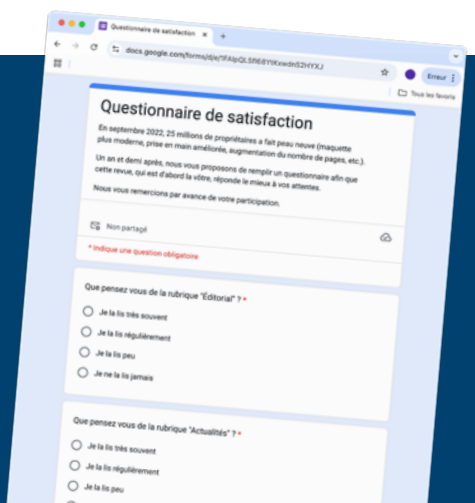 Questionnaire de satisfaction
docs.google.com/forms/d/e/
Erreur
Tous les favoris
Questionnaire de satisfaction
En septembre 2022, 25 millions de propriétaires a fait peau neuve (maquette
plus moderne, prise en main améliorée, augmentation du nombre de pages, etc.).
Un an et demi après, nous vous proposons de remplir un questionnaire afin que
cette revue, qui est d'abord la vôtre, réponde le mieux à vos attentes.
Nous vous remercions par avance de votre participation.
Non partagé
* Indique une question obligatoire
Que pensez vous de la rubrique "Éditorial" ? *
Je la lis très souvent
Je la lis régulièrement
Je la lis peu
Je ne la lis jamais
Que pensez vous de la rubrique "Actualités" ? *
Je la lis très souvent
Je la lis régulièrement
Je la lis peu